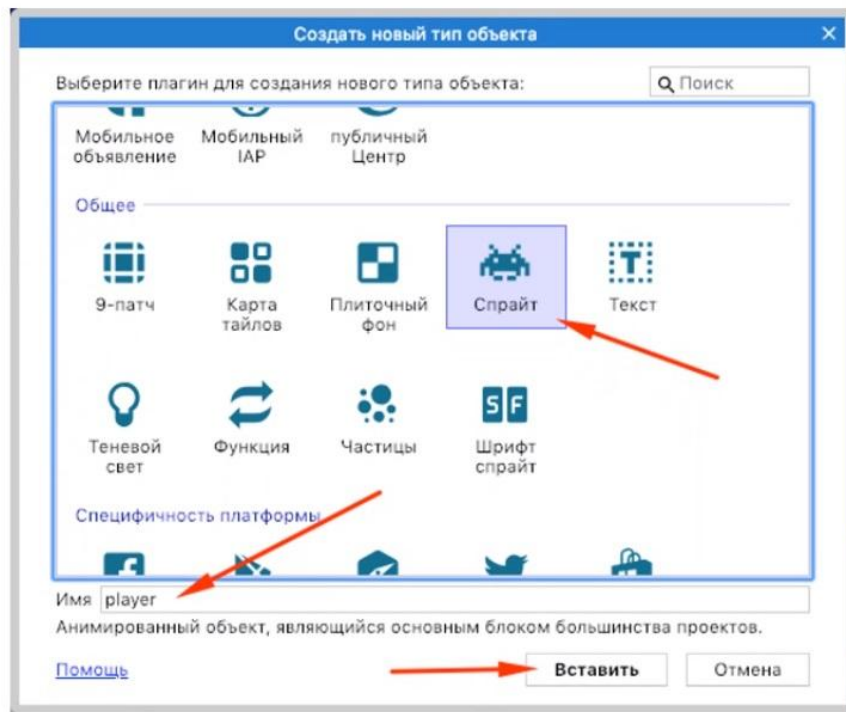 Создать новый тип объекта
Выберите плагин для создания нового типа объекта:
Поиск
Мобильное объявление
Мобильный IAP
публичный Центр
Общее
9-патч
Карта тайлов
Плиточный фон
Спрайт
Текст
Теневой свет
Функция
Частицы
SF
Шрифт спрайт
Специфичность платформы
Имя player
Анимированный объект, являющийся основным блоком большинства проектов.
Помощь
Вставить
Отмена